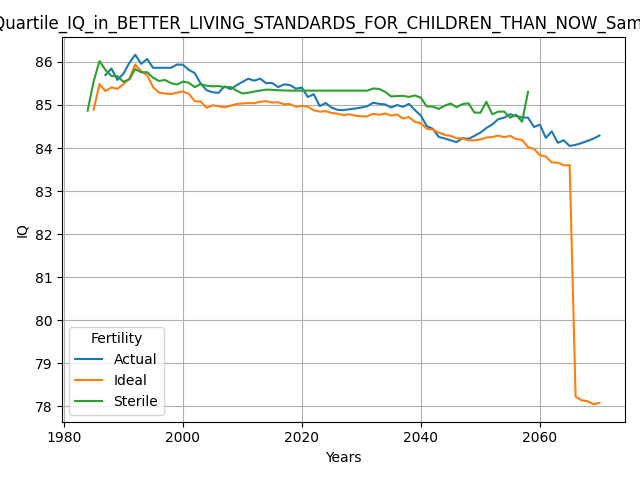 Quartile_IQ_in_BETTER_LIVING_STANDARDS_FOR_CHILDREN_THAN_NOW_Sam
86
85
84
83
82
81
80
79
78
IQ
Fertility
Actual
Ideal
Sterile
1980
2000
2020
2040
2060
Years